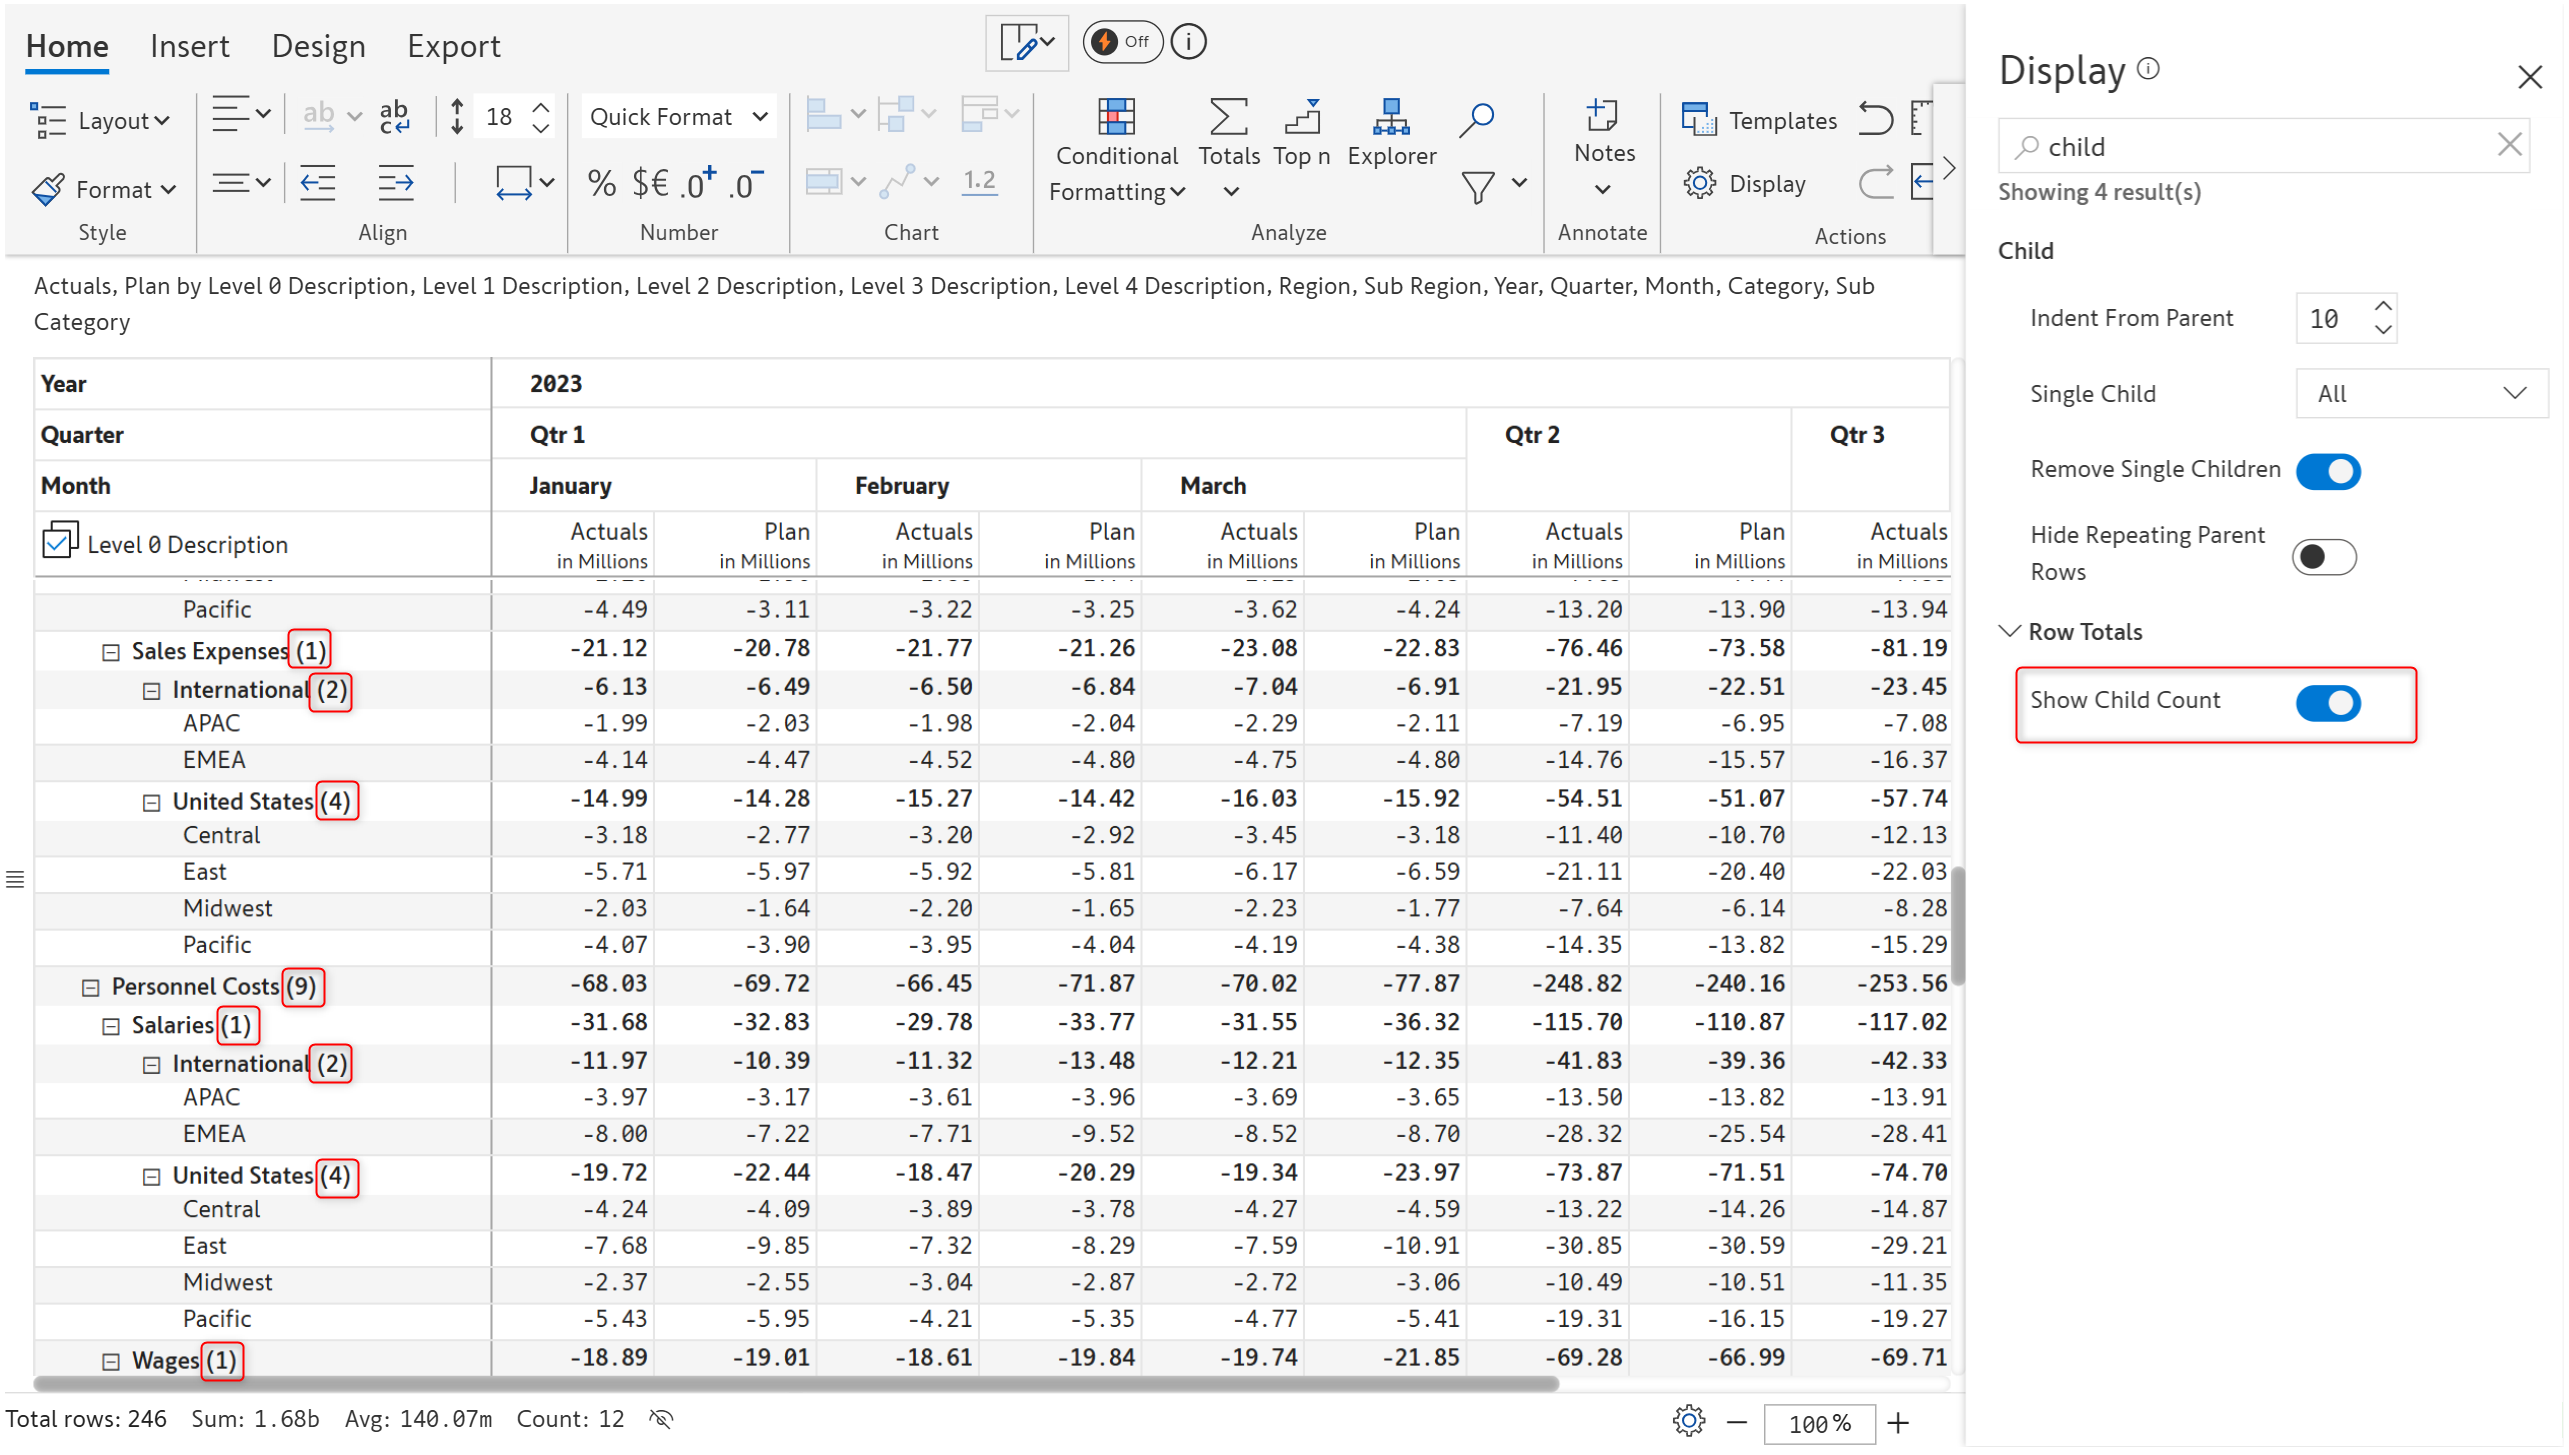 Home Insert Design Export
Off
Layout
ab
ab
c
18
Quick Format
Conditional
Formatting
Totals
Top n
Explorer
Notes
Templates
Format
% $€ .0+ .0-
1.2
Display
Style Align Number Chart Analyze Annotate Actions
Actuals, Plan by Level 0 Description, Level 1 Description, Level 2 Description, Level 3 Description, Level 4 Description, Region, Sub Region, Year, Quarter, Month, Category, Sub
Category
Year 2023
Quarter Qtr 1 Qtr 2 Qtr 3
Month January February March
Level 0 Description Actuals Plan Actuals Plan Actuals Plan Actuals Plan Actuals
in Millions in Millions in Millions in Millions in Millions in Millions in Millions in Millions in Millions
Pacific -4.49 -3.11 -3.22 -3.25 -3.62 -4.24 -13.20 -13.90 -13.94
Sales Expenses (1) -21.12 -20.78 -21.77 -21.26 -23.08 -22.83 -76.46 -73.58 -81.19
International (2) -6.13 -6.49 -6.50 -6.84 -7.04 -6.91 -21.95 -22.51 -23.45
APAC -1.99 -2.03 -1.98 -2.04 -2.29 -2.11 -7.19 -6.95 -7.08
EMEA -4.14 -4.47 -4.52 -4.80 -4.75 -4.80 -14.76 -15.57 -16.37
United States (4) -14.99 -14.28 -15.27 -14.42 -16.03 -15.92 -54.51 -51.07 -57.74
Central -3.18 -2.77 -3.20 -2.92 -3.45 -3.18 -11.40 -10.70 -12.13
East -5.71 -5.97 -5.92 -5.81 -6.17 -6.59 -21.11 -20.40 -22.03
Midwest -2.03 -1.64 -2.20 -1.65 -2.23 -1.77 -7.64 -6.14 -8.28
Pacific -4.07 -3.90 -3.95 -4.04 -4.19 -4.38 -14.35 -13.82 -15.29
Personnel Costs (9) -68.03 -69.72 -66.45 -71.87 -70.02 -77.87 -248.82 -240.16 -253.56
Salaries (1) -31.68 -32.83 -29.78 -33.77 -31.55 -36.32 -115.70 -110.87 -117.02
International (2) -11.97 -10.39 -11.32 -13.48 -12.21 -12.35 -41.83 -39.36 -42.33
APAC -3.97 -3.17 -3.61 -3.96 -3.69 -3.65 -13.50 -13.82 -13.91
EMEA -8.00 -7.22 -7.71 -9.52 -8.52 -8.70 -28.32 -25.54 -28.41
United States (4) -19.72 -22.44 -18.47 -20.29 -19.34 -23.97 -73.87 -71.51 -74.70
Central -4.24 -4.09 -3.89 -3.78 -4.27 -4.59 -13.22 -14.26 -14.87
East -7.68 -9.85 -7.32 -8.29 -7.59 -10.91 -30.85 -30.59 -29.21
Midwest -2.37 -2.55 -3.04 -2.87 -2.72 -3.06 -10.49 -10.51 -11.35
Pacific -5.43 -5.95 -4.21 -5.35 -4.77 -5.41 -19.31 -16.15 -19.27
Wages (1) -18.89 -19.01 -18.61 -19.84 -19.74 -21.85 -69.28 -66.99 -69.71
Total rows: 246 Sum: 1.68b Avg: 140.07m Count: 12
100 %
Display
child
Showing 4 result(s)
Child
Indent From Parent 10
Single Child All
Remove Single Children
Hide Repeating Parent
Rows
Row Totals
Show Child Count